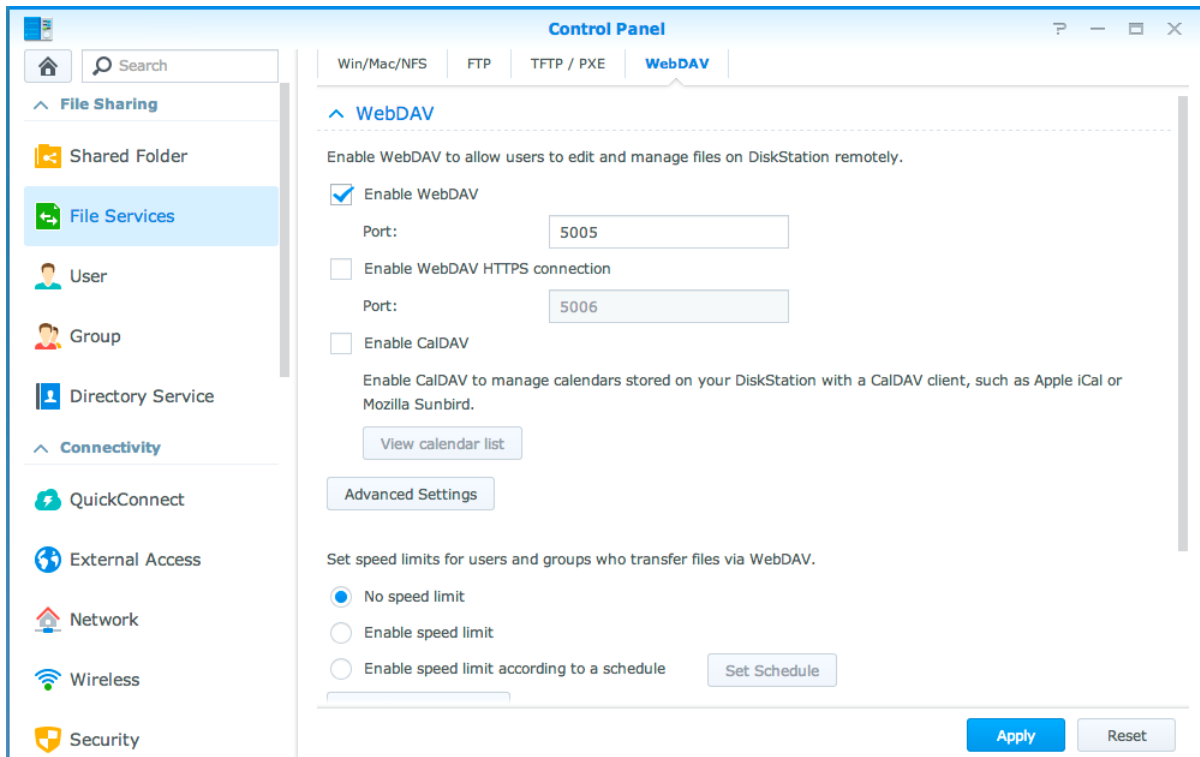 Control Panel
Search
File Sharing
Shared Folder
File Services
User
Group
Directory Service
Connectivity
QuickConnect
External Access
Network
Wireless
Security
Win/Mac/NFS
FTP
TFTP / PXE
WebDAV
WebDAV
Enable WebDAV to allow users to edit and manage files on DiskStation remotely.
Enable WebDAV
Port: 5005
Enable WebDAV HTTPS connection
Port: 5006
Enable CalDAV
Enable CalDAV to manage calendars stored on your DiskStation with a CalDAV client, such as Apple iCal or
Mozilla Sunbird.
View calendar list
Advanced Settings
Set speed limits for users and groups who transfer files via WebDAV.
No speed limit
Enable speed limit
Enable speed limit according to a schedule
Set Schedule
Apply
Reset